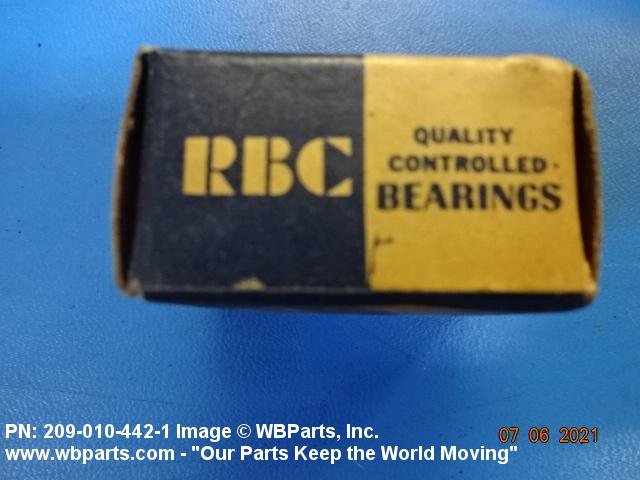 RBC
QUALITY
CONTROLLED·
BEARINGS
PN: 209-010-442-1 Image © WBParts, Inc.
07 06 2021
www.wbparts.com - "Our Parts Keep the World Moving"